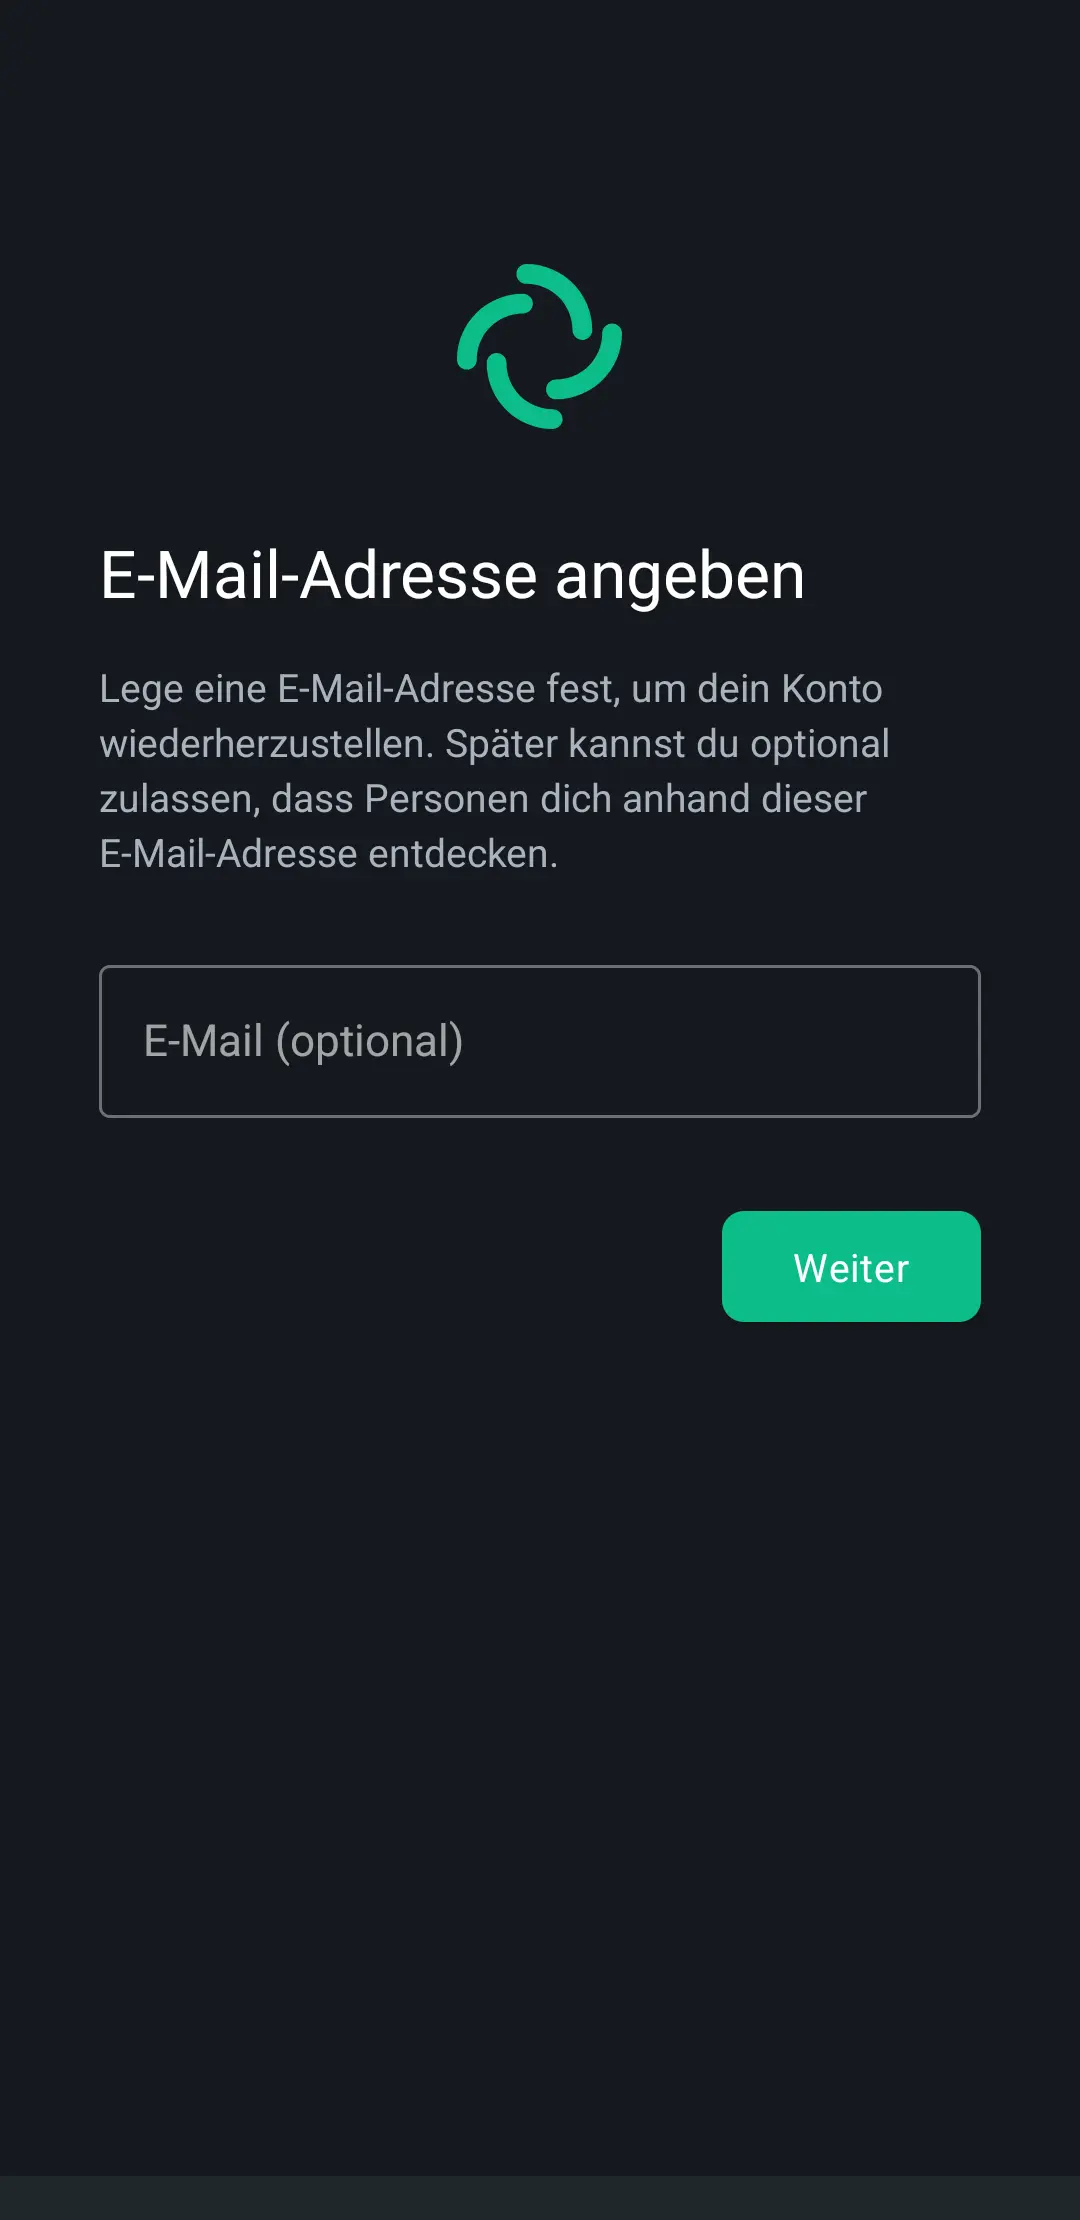 E-Mail-Adresse angeben
Lege eine E-Mail-Adresse fest, um dein Konto
wiederherzustellen. Später kannst du optional
zulassen, dass Personen dich anhand dieser
E-Mail-Adresse entdecken.
E-Mail (optional)
Weiter